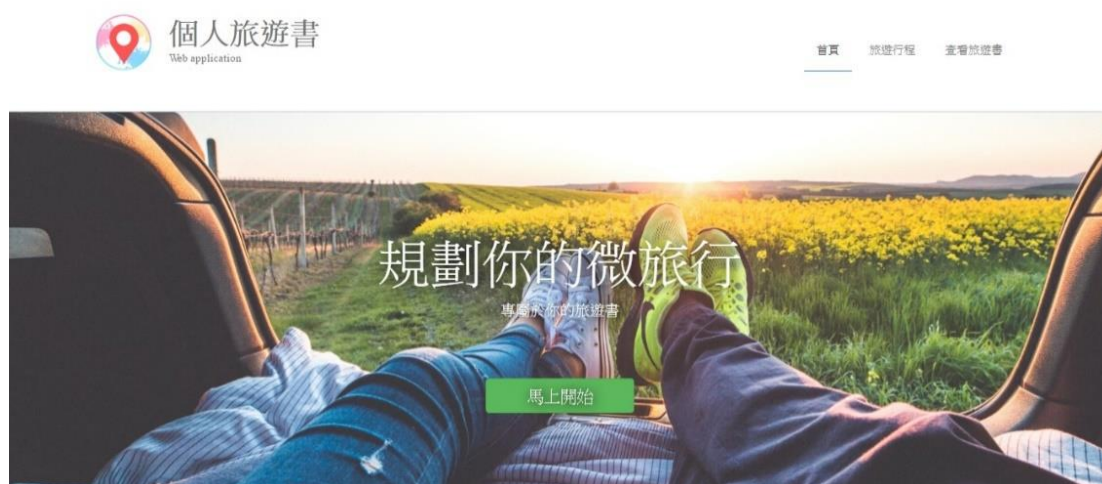 個人旅遊書
Web application
首頁
旅遊行程
查看旅遊書
規劃你的微旅行
專屬於你的旅遊書
馬上開始